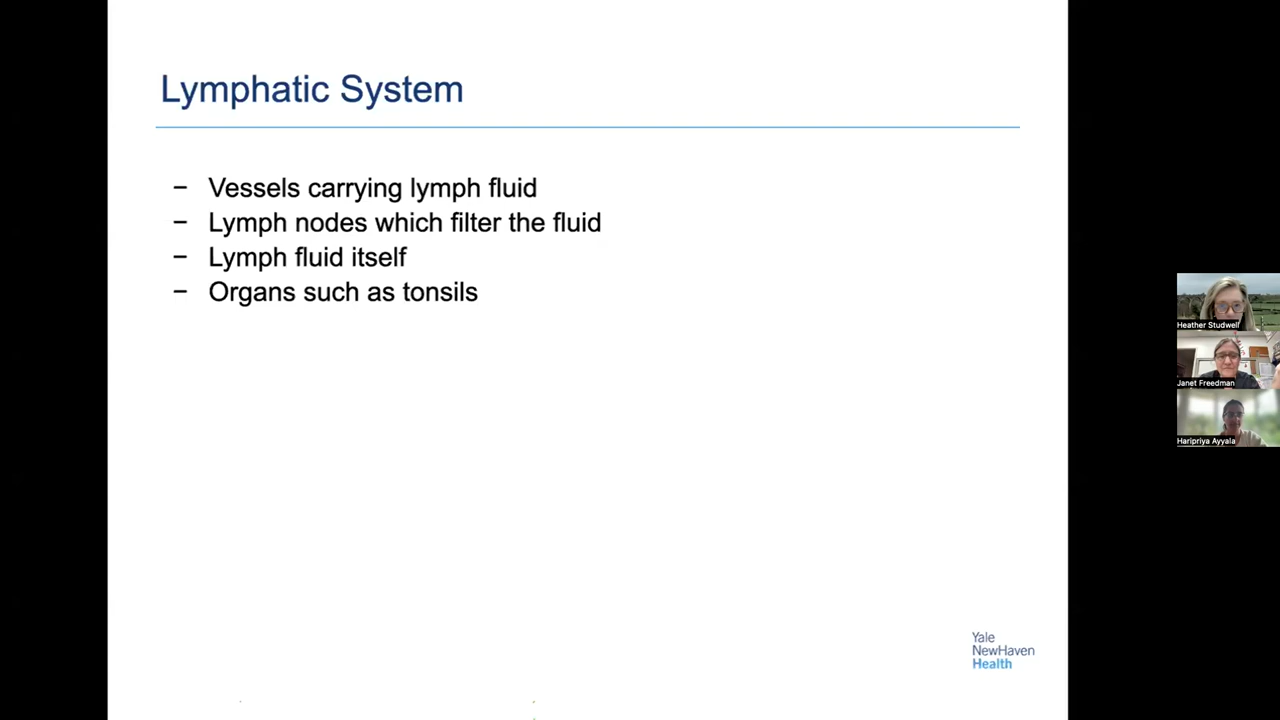 Lymphatic System
– Vessels carrying lymph fluid
– Lymph nodes which filter the fluid
– Lymph fluid itself
– Organs such as tonsils
Heather Studwell
Janet Freedman
Haripriya Ayyala
Yale
NewHaven
Health